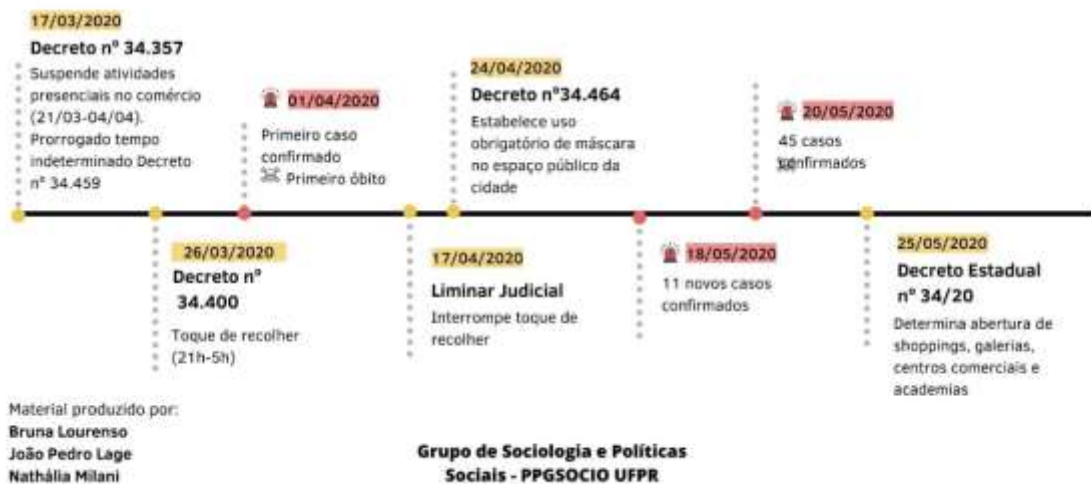 17/03/2020
Decreto nº 34.357
Suspende atividades
presenciais no comércio
(21/03-04/04).
Prorrogado tempo
indeterminado Decreto
nº 34.459
01/04/2020
Primeiro caso
confirmado
Primeiro óbito
24/04/2020
Decreto nº34.464
Estabelece uso
obrigatório de máscara
no espaço público da
cidade
20/05/2020
45 casos
confirmados
26/03/2020
Decreto nº
34.400
Toque de recolher
(21h-5h)
17/04/2020
Liminar Judicial
Interrompe toque de
recolher
18/05/2020
11 novos casos
confirmados
25/05/2020
Decreto Estadual
nº 34/20
Determina abertura de
shoppings, galerias,
centros comerciais e
academias
Material produzido por:
Bruna Lourenso
João Pedro Lage
Nathália Milani
Grupo de Sociologia e Políticas
Sociais - PPGSOCIO UFPR